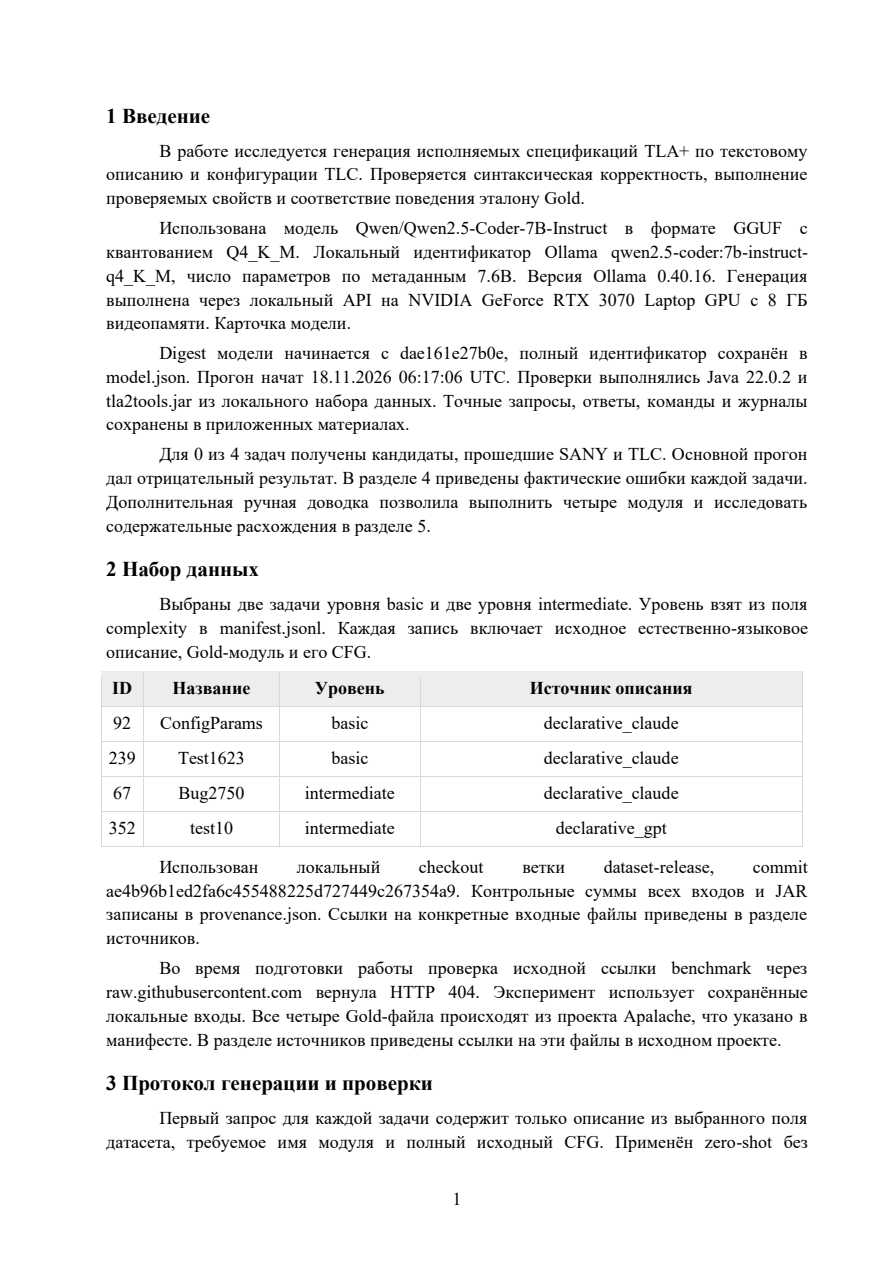 1 Введение
В работе исследуется генерация исполняемых спецификаций TLA+ по текстовому
описанию и конфигурации TLC. Проверяется синтаксическая корректность, выполнение
проверяемых свойств и соответствие поведения эталону Gold.
Использована модель Qwen/Qwen2.5-Coder-7B-Instruct в формате GGUF с
квантованием Q4_K_M. Локальный идентификатор Ollama qwen2.5-coder:7b-instruct-
q4_K_M, число параметров по метаданным 7.6B. Версия Ollama 0.40.16. Генерация
выполнена через локальный API на NVIDIA GeForce RTX 3070 Laptop GPU с 8 ГБ
видеопамяти. Карточка модели.
Digest модели начинается с dae161e27b0e, полный идентификатор сохранён в
model.json. Прогон начат 18.11.2026 06:17:06 UTC. Проверки выполнялись Java 22.0.2 и
tla2tools.jar из локального набора данных. Точные запросы, ответы, команды и журналы
сохранены в приложенных материалах.
Для 0 из 4 задач получены кандидаты, прошедшие SANY и TLC. Основной прогон
дал отрицательный результат. В разделе 4 приведены фактические ошибки каждой задачи.
Дополнительная ручная доводка позволила выполнить четыре модуля и исследовать
содержательные расхождения в разделе 5.
2 Набор данных
Выбраны две задачи уровня basic и две уровня intermediate. Уровень взят из поля
complexity в manifest.jsonl. Каждая запись включает исходное естественно-языковое
описание, Gold-модуль и его CFG.
ID Название Уровень Источник описания
92 ConfigParams basic declarative_claude
239 Test1623 basic declarative_claude
67 Bug2750 intermediate declarative_claude
352 test10 intermediate declarative_gpt
Использован локальный checkout ветки dataset-release, commit
ae4b96b1ed2fa6c455488225d727449c267354a9. Контрольные суммы всех входов и JAR
записаны в provenance.json. Ссылки на конкретные входные файлы приведены в разделе
источников.
Во время подготовки работы проверка исходной ссылки benchmark через
raw.githubusercontent.com вернула HTTP 404. Эксперимент использует сохранённые
локальные входы. Все четыре Gold-файла происходят из проекта Apalache, что указано в
манифесте. В разделе источников приведены ссылки на эти файлы в исходном проекте.
3 Протокол генерации и проверки
Первый запрос для каждой задачи содержит только описание из выбранного поля
датасета, требуемое имя модуля и полный исходный CFG. Применён zero-shot без
1